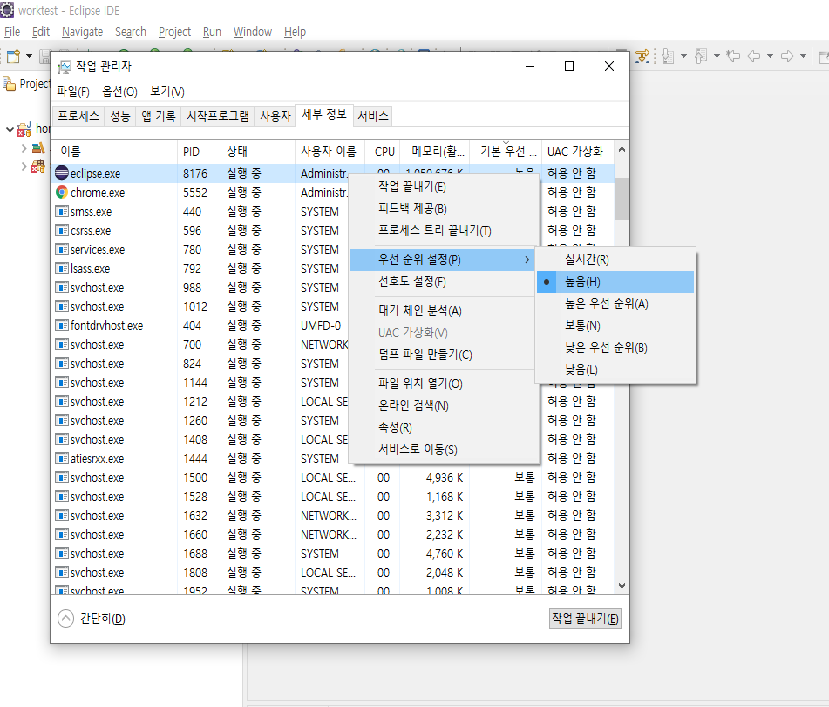 worktest - Eclipse IDE
File Edit Navigate Search Project Run Window Help
Project
작업 관리자
파일(F) 옵션(O) 보기(V)
프로세스 성능 앱 기록 시작프로그램 사용자 세부 정보 서비스
이름 PID 상태 사용자 이름 CPU 메모리(활... 기본 우선 ... UAC 가상화
eclipse.exe 8176 실행 중 Administr... 00 1,050,676 K 높음 허용 안 함
chrome.exe 5552 실행 중 Administr. 허용 안 함
smss.exe 440 실행 중 SYSTEM 허용 안 함
csrss.exe 596 실행 중 SYSTEM 허용 안 함
services.exe 780 실행 중 SYSTEM 허용 안 함
lsass.exe 792 실행 중 SYSTEM
svchost.exe 988 실행 중 SYSTEM
svchost.exe 1012 실행 중 SYSTEM
fontdrvhost.exe 404 실행 중 UMFD-0
svchost.exe 700 실행 중 NETWORK
svchost.exe 824 실행 중 SYSTEM
svchost.exe 1144 실행 중 SYSTEM 허용 안 함
svchost.exe 1212 실행 중 LOCAL SE 허용 안 함
svchost.exe 1260 실행 중 SYSTEM 허용 안 함
svchost.exe 1408 실행 중 LOCAL SE 허용 안 함
atiesrxx.exe 1444 실행 중 SYSTEM 허용 안 함
svchost.exe 1500 실행 중 LOCAL SE... 00 4,936 K 보통 허용 안 함
svchost.exe 1528 실행 중 LOCAL SE... 00 1,168 K 보통 허용 안 함
svchost.exe 1632 실행 중 NETWORK... 00 3,312 K 보통 허용 안 함
svchost.exe 1660 실행 중 NETWORK... 00 2,232 K 보통 허용 안 함
svchost.exe 1688 실행 중 SYSTEM 00 4,760 K 보통 허용 안 함
svchost.exe 1808 실행 중 LOCAL SE... 00 2,048 K 보통 허용 안 함
svchost.exe 1952 실행 중 SYSTEM 00 1,008 K 보통 허용 안 함
작업 끝내기(E)
피드백 제공(B)
프로세스 트리 끝내기(T)
우선 순위 설정(P)
선호도 설정(F)
대기 체인 분석(A)
UAC 가상화(V)
덤프 파일 만들기(C)
파일 위치 열기(O)
온라인 검색(N)
속성(R)
서비스로 이동(S)
실시간(R)
높음(H)
높은 우선 순위(A)
보통(N)
낮은 우선 순위(B)
낮음(L)
간단히(D)
작업 끝내기(E)